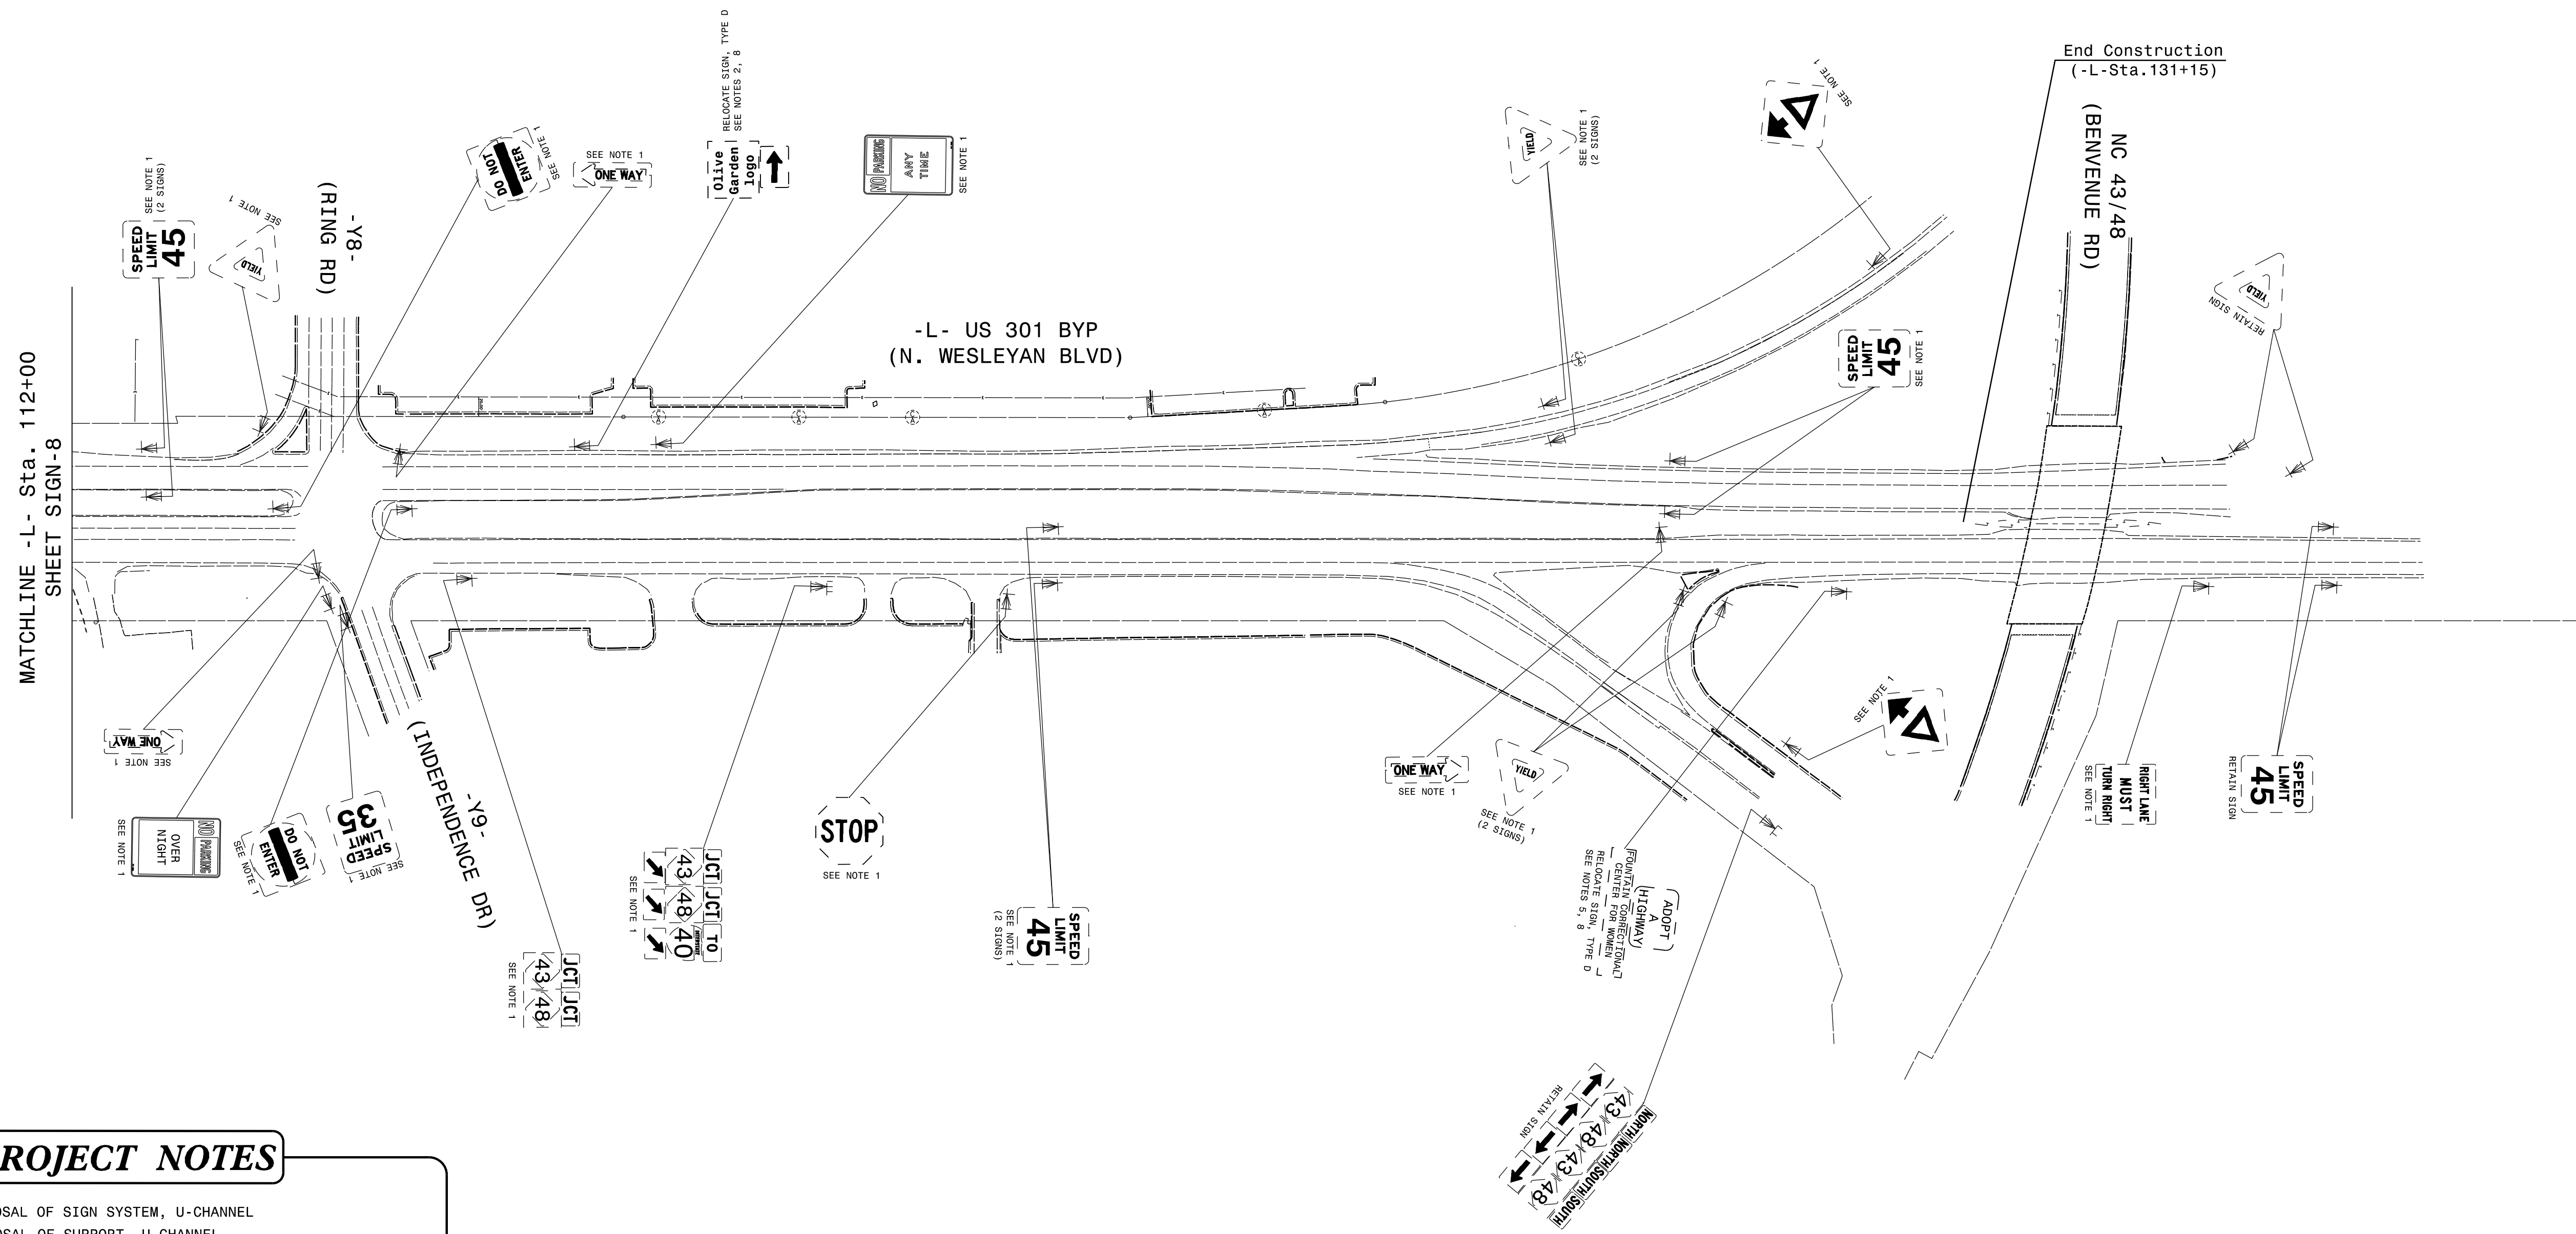 MATCHLINE -L- Sta. 112+00
SHEET SIGN-8
SEE NOTE 1
(2 SIGNS)
SPEED
LIMIT
45
SEE NOTE 1
YIELD
-Y8-
(RING RD)
DO NOT
ENTER
SEE NOTE 1
SEE NOTE 1
ONE WAY
RELOCATE SIGN, TYPE D
SEE NOTES 2, 8
Olive
Garden
logo
NO PARKING
ANY
TIME
SEE NOTE 1
-L- US 301 BYP
(N. WESLEYAN BLVD)
YIELD
SEE NOTE 1
(2 SIGNS)
SEE NOTE 1
End Construction
(-L-Sta.131+15)
NC 43/48
(BENVENUE RD)
SPEED
LIMIT
45
SEE NOTE 1
YIELD
RETAIN SIGN
ONE WAY
SEE NOTE 1
NO PARKING
OVER
NIGHT
SEE NOTE 1
DO NOT
ENTER
SEE NOTE 1
SPEED
LIMIT
35
SEE NOTE 1
-Y9-
(INDEPENDENCE DR)
JCT JCT
43 48
SEE NOTE 1
JCT JCT TO
43 48 40
SEE NOTE 1
STOP
SEE NOTE 1
SPEED
LIMIT
45
SEE NOTE 1
(2 SIGNS)
ONE WAY
SEE NOTE 1
YIELD
SEE NOTE 1
(2 SIGNS)
ADOPT
A
HIGHWAY
FOUNTAIN CORRECTIONAL
CENTER FOR WOMEN
RELOCATE SIGN, TYPE D
SEE NOTES 5, 8
SEE NOTE 1
RIGHT LANE
MUST
TURN RIGHT
SEE NOTE 1
SPEED
LIMIT
45
RETAIN SIGN
NORTH NORTH SOUTH SOUTH
43 48 43 48
RETAIN SIGN
ROJECT NOTES
OSAL OF SIGN SYSTEM, U-CHANNEL
OSAL OF SUPPORT, U-CHANNEL